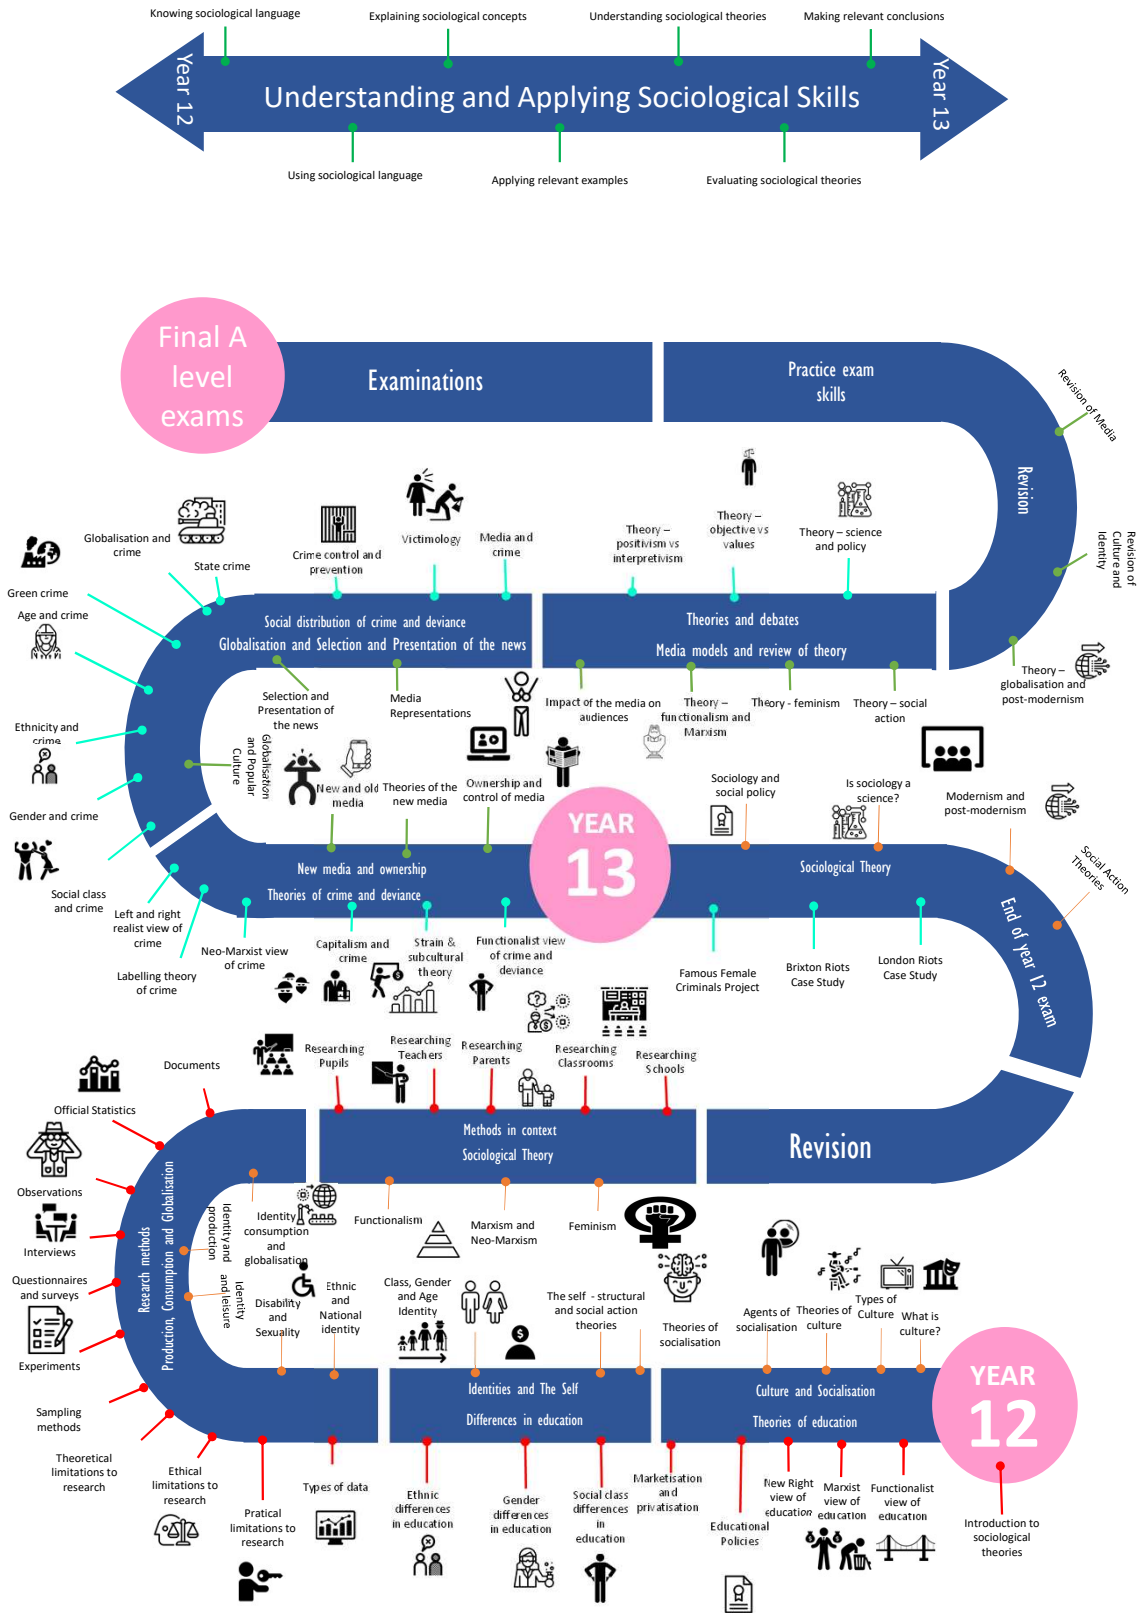 Knowing sociological language
Explaining sociological concepts
Understanding sociological theories
Making relevant conclusions
Year 12
Understanding and Applying Sociological Skills
Year 13
Using sociological language
Applying relevant examples
Evaluating sociological theories
Final A
level
exams
Examinations
Practice exam
skills
Revision of Media
Revision
Revision of
Culture and
Identity
Theory –
globalisation and
post-modernism
Globalisation and
crime
State crime
Green crime
Age and crime
Ethnicity and
crime
Gender and crime
Social class
and crime
Crime control and
prevention
Victimology
Media and
crime
Theory –
positivism vs
interpretivism
Theory –
objective vs
values
Theory – science
and policy
Social distribution of crime and deviance
Globalisation and Selection and Presentation of the news
Theories and debates
Media models and review of theory
Selection and
Presentation of
the news
Media
Representations
Impact of the media on
audiences
Theory –
functionalism and
Marxism
Theory - feminism
Theory – social
action
Globalisation
and Popular
Culture
New and old
media
Theories of the
new media
Ownership and
control of media
YEAR
13
Sociology and
social policy
Is sociology a
science?
Modernism and
post-modernism
Social Action
Theories
New media and ownership
Theories of crime and deviance
Sociological Theory
End of year 12 exam
Left and right
realist view of
crime
Labelling theory
of crime
Neo-Marxist view
of crime
Capitalism and
crime
Strain &
subcultural
theory
Functionalist view
of crime and
deviance
Famous Female
Criminals Project
Brixton Riots
Case Study
London Riots
Case Study
Documents
Official Statistics
Observations
Interviews
Questionnaires
and surveys
Experiments
Sampling
methods
Theoretical
limitations to
research
Ethical
limitations to
research
Pratical
limitations to
research
Types of data
Researching
Pupils
Researching
Teachers
Researching
Parents
Researching
Classrooms
Researching
Schools
Methods in context
Sociological Theory
Revision
Research methods
Production, Consumption and Globalisation
Identity and
production
Identity
and leisure
Identity
consumption
and
globalisation
Functionalism
Marxism and
Neo-Marxism
Feminism
Disability
and
Sexuality
Ethnic
and
National
identity
Class, Gender
and Age
Identity
The self - structural
and social action
theories
Theories of
socialisation
Agents of
socialisation
Theories of
culture
Types of
Culture
What is
culture?
Identities and The Self
Differences in education
Culture and Socialisation
Theories of education
YEAR
12
Ethnic
differences
in education
Gender
differences
in education
Social class
differences
in
education
Marketisation
and
privatisation
Educational
Policies
New Right
view of
education
Marxist
view of
education
Functionalist
view of
education
Introduction to
sociological
theories